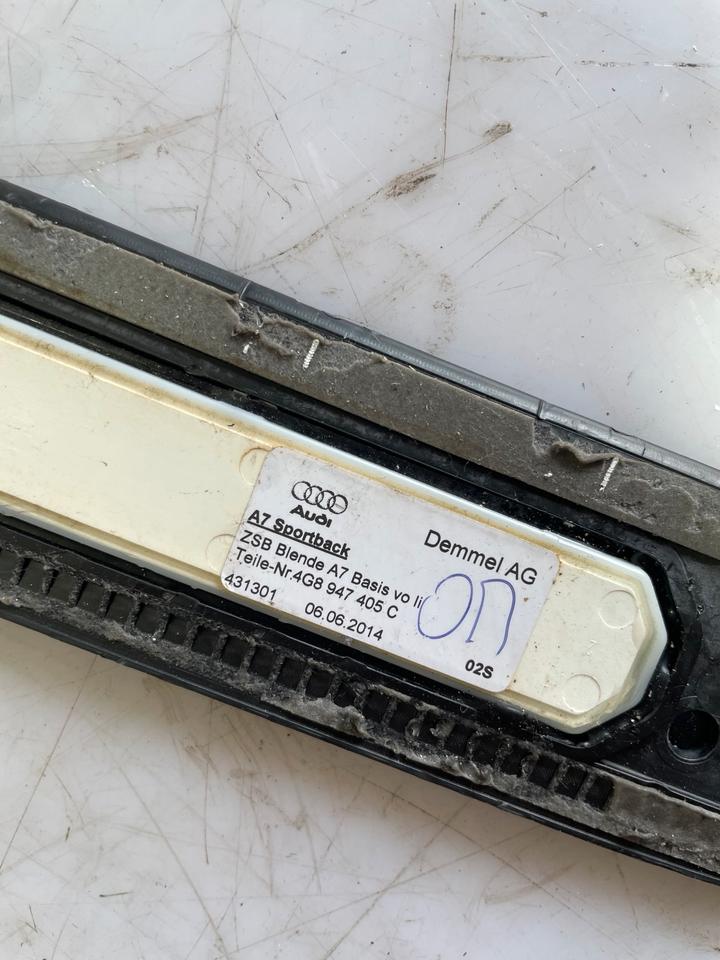 Audi
Demmel AG
A7 Sportback
ZSB Blende A7 Basis vo li
Teile-Nr.4G8 947 405 C
431301 06.06.2014
02S